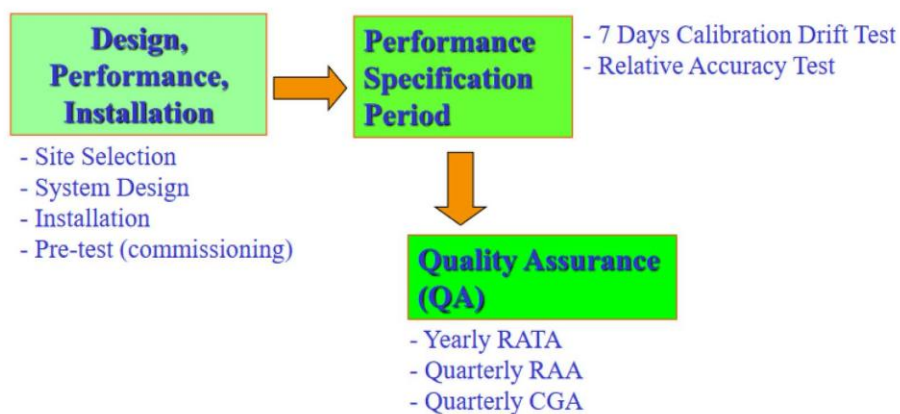 Design,
Performance,
Installation
- Site Selection
- System Design
- Installation
- Pre-test (commissioning)
Performance
Specification
Period
- 7 Days Calibration Drift Test
- Relative Accuracy Test
Quality Assurance
(QA)
- Yearly RATA
- Quarterly RAA
- Quarterly CGA